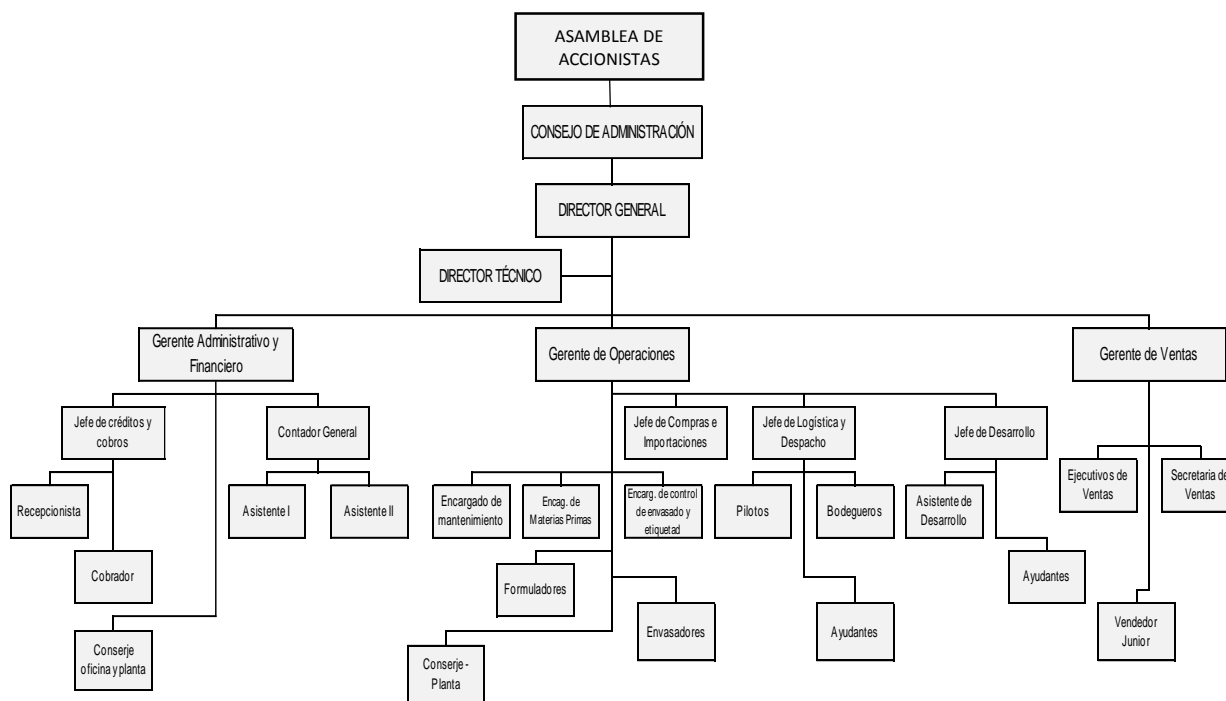 ASAMBLEA DE
ACCIONISTAS
CONSEJO DE ADMINISTRACIÓN
DIRECTOR GENERAL
DIRECTOR TÉCNICO
Gerente Administrativo y
Financiero
Gerente de Operaciones
Gerente de Ventas
Jefe de créditos y
cobros
Contador General
Jefe de Compras e
Importaciones
Jefe de Logística y
Despacho
Jefe de Desarrollo
Recepcionista
Asistente I
Asistente II
Encargado de
mantenimiento
Encag. de
Materias Primas
Encarg. de control
de envasado y
etiquetad
Pilotos
Bodegueros
Asistente de
Desarrollo
Ejecutivos de
Ventas
Secretaria de
Ventas
Cobrador
Formuladores
Ayudantes
Conserje
oficina y planta
Conserje -
Planta
Envasadores
Ayudantes
Vendedor
Junior